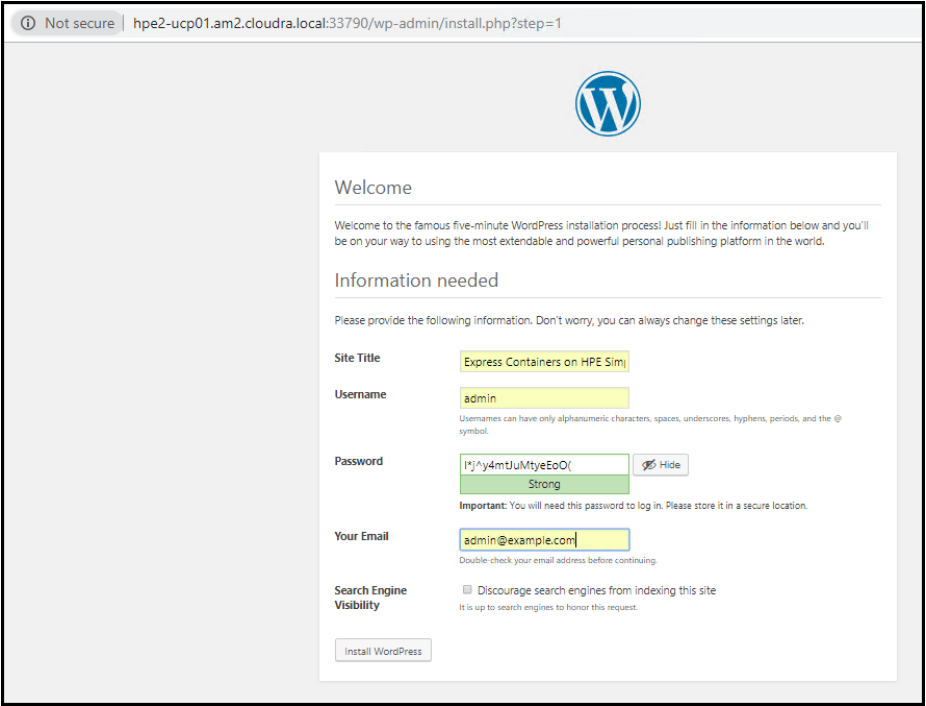 Not secure | hpe2-ucp01.am2.cloudra.local:33790/wp-admin/install.php?step=1
Welcome
Welcome to the famous five-minute WordPress installation process! Just fill in the information below and you'll
be on your way to using the most extendable and powerful personal publishing platform in the world.
Information needed
Please provide the following information. Don't worry, you can always change these settings later.
Site Title
Express Containers on HPE Sim
Username
admin
Usernames can have only alphanumeric characters, spaces, underscores, hyphens, periods, and the @
symbol.
Password
Hide
Strong
Important: You will need this password to log in. Please store it in a secure location.
Your Email
admin@example.com
Double-check your email address before continuing.
Search Engine
Visibility
Discourage search engines from indexing this site
It is up to search engines to honor this request.
Install WordPress